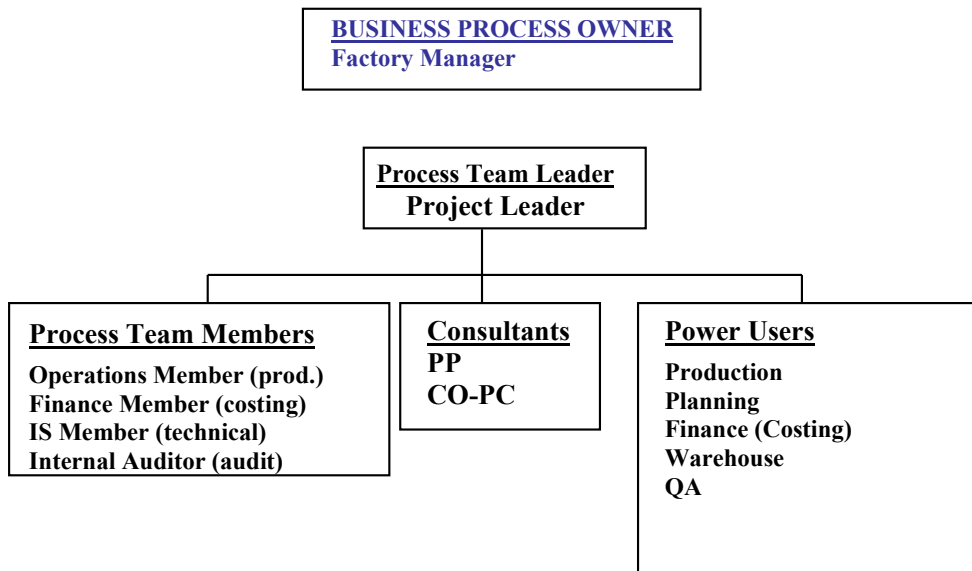 BUSINESS PROCESS OWNER
Factory Manager
Process Team Leader
Project Leader
Process Team Members
Operations Member (prod.)
Finance Member (costing)
IS Member (technical)
Internal Auditor (audit)
Consultants
PP
CO-PC
Power Users
Production
Planning
Finance (Costing)
Warehouse
QA